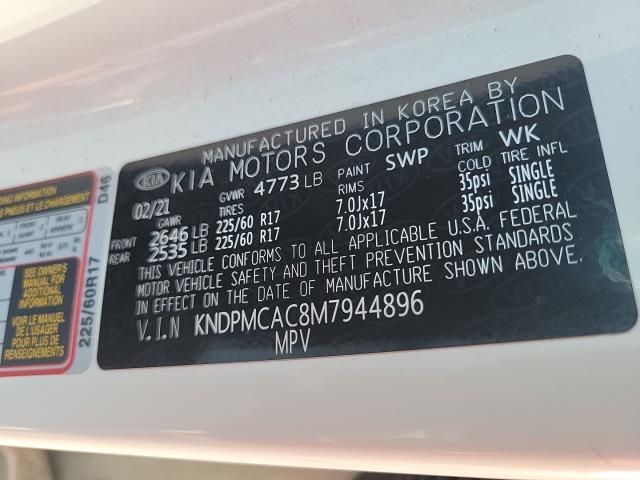 MANUFACTURED IN KOREA BY
KIA KIA MOTORS CORPORATION
02/21 GVWR 4773 LB PAINT SWP TRIM WK
GAWR TIRES RIMS COLD TIRE INFL
FRONT 2646 LB 225/60 R17 7.0Jx17 35psi SINGLE
REAR 2535 LB 225/60 R17 7.0Jx17 35psi SINGLE
THIS VEHICLE CONFORMS TO ALL APPLICABLE U.S.A. FEDERAL
MOTOR VEHICLE SAFETY AND THEFT PREVENTION STANDARDS
IN EFFECT ON THE DATE OF MANUFACTURE SHOWN ABOVE.
V.I.N KNDPMCAC8M7944896
MPV
DING INFORMATION
SEE OWNER'S
MANUAL FOR
ADDITIONAL
INFORMATION
VOIR LE MANUEL
DE L'USAGER
POUR PLUS DE
RENSEIGNEMENTS
225/60R17
D46